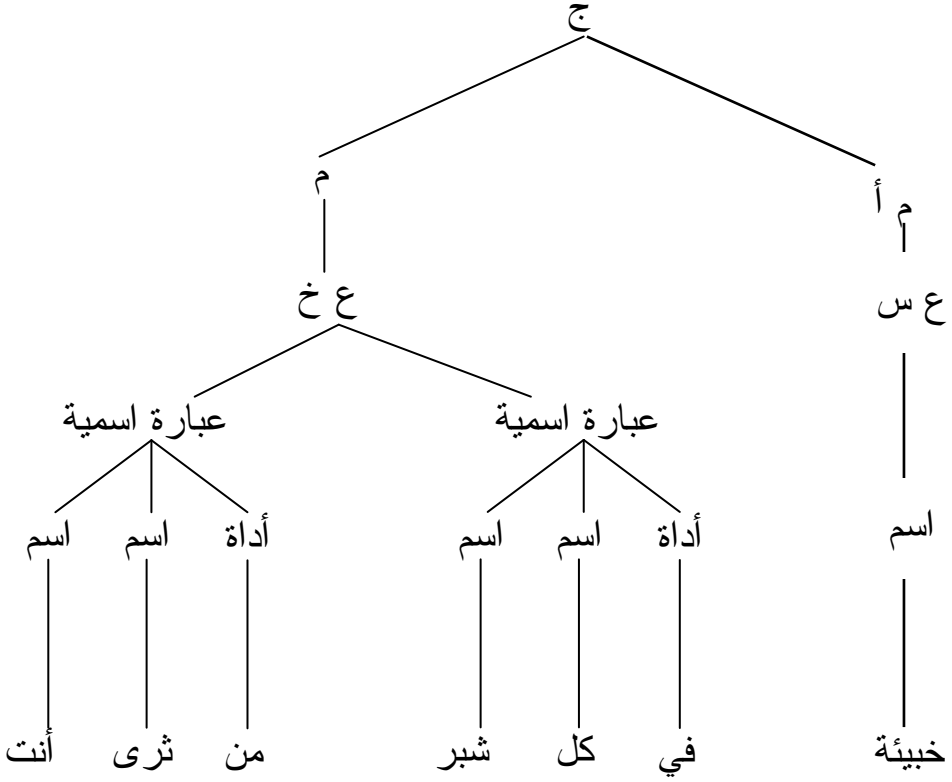 ج
م أ م
ع س ع خ
عبارة اسمية عبارة اسمية
اسم أداة اسم اسم أداة اسم اسم
خبيئة في كل شبر من ثرى أنت